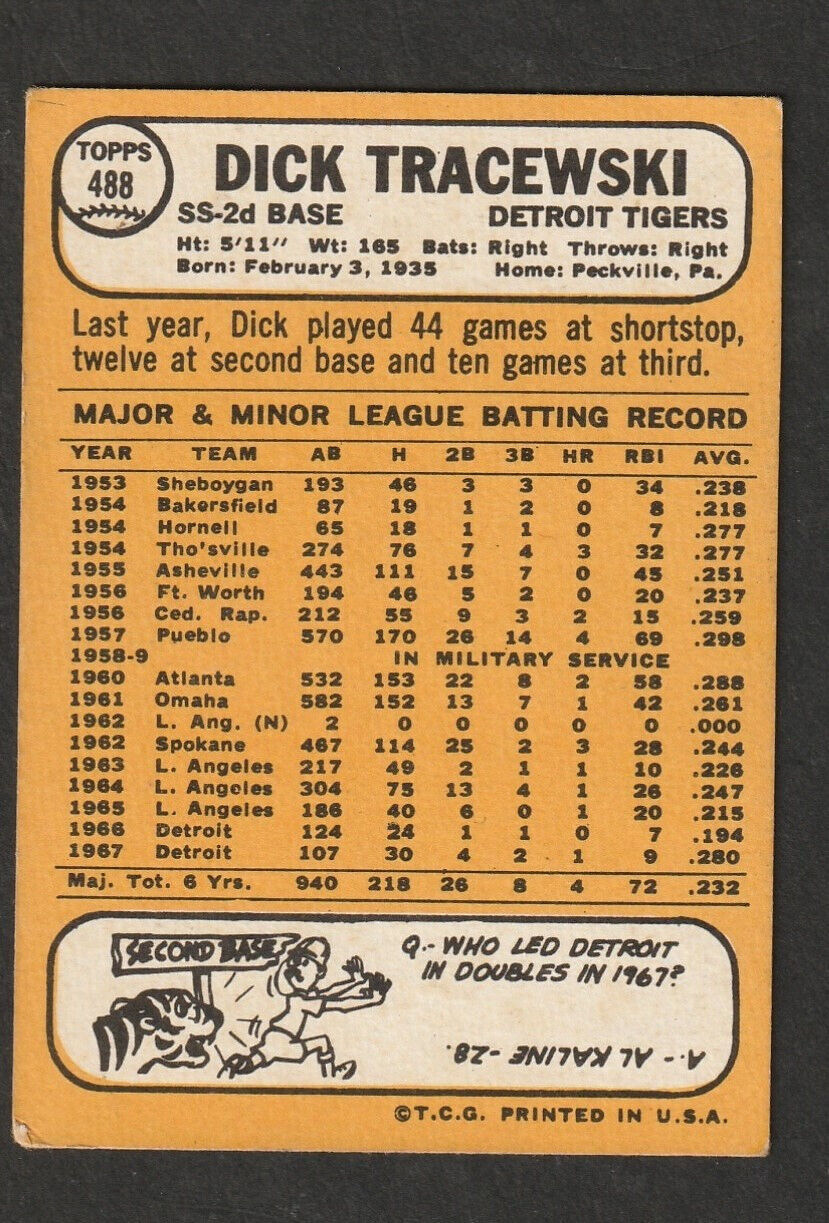 TOPPS
488
DICK TRACEWSKI
SS-2d BASE DETROIT TIGERS
Ht: 5'11" Wt: 165 Bats: Right Throws: Right
Born: February 3, 1935 Home: Peckville, Pa.
Last year, Dick played 44 games at shortstop,
twelve at second base and ten games at third.
MAJOR & MINOR LEAGUE BATTING RECORD
YEAR TEAM AB H 2B 3B HR RBI AVG.
1953 Sheboygan 193 46 3 3 0 34 .238
1954 Bakersfield 87 19 1 2 0 8 .218
1954 Hornell 65 18 1 1 0 7 .277
1954 Tho'sville 274 76 7 4 3 32 .277
1955 Asheville 443 111 15 7 0 45 .251
1956 Ft. Worth 194 46 5 2 0 20 .237
1956 Ced. Rap. 212 55 9 3 2 15 .259
1957 Pueblo 570 170 26 14 4 69 .298
1958-9 IN MILITARY SERVICE
1960 Atlanta 532 153 22 8 2 58 .288
1961 Omaha 582 152 13 7 1 42 .261
1962 L. Ang. (N) 2 0 0 0 0 0 .000
1962 Spokane 467 114 25 2 3 28 .244
1963 L. Angeles 217 49 2 1 1 10 .226
1964 L. Angeles 304 75 13 4 1 26 .247
1965 L. Angeles 186 40 6 0 1 20 .215
1966 Detroit 124 24 1 1 0 7 .194
1967 Detroit 107 30 4 2 1 9 .280
Maj. Tot. 6 Yrs. 940 218 26 8 4 72 .232
SECOND BASE
Q.- WHO LED DETROIT
IN DOUBLES IN 1967?
A.- AL KALINE -28.
©T.C.G. PRINTED IN U.S.A.